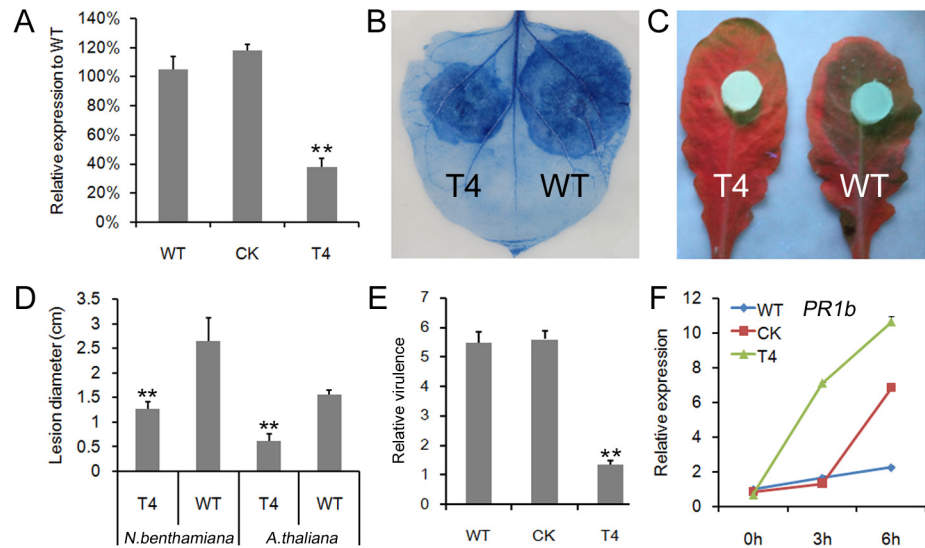 A
Relative expression to WT
140%
120%
100%
80%
60%
40%
20%
0%
**
WT CK T4
B
T4 WT
C
T4 WT
D
Lesion diameter (cm)
3.5
3
2.5
2
1.5
1
0.5
0
**
**
T4 WT T4 WT
N.benthamiana A.thaliana
E
Relative virulence
7
6
5
4
3
2
1
0
**
WT CK T4
F
PR1b
WT
CK
T4
Relative expression
12
10
8
6
4
2
0
0h 3h 6h